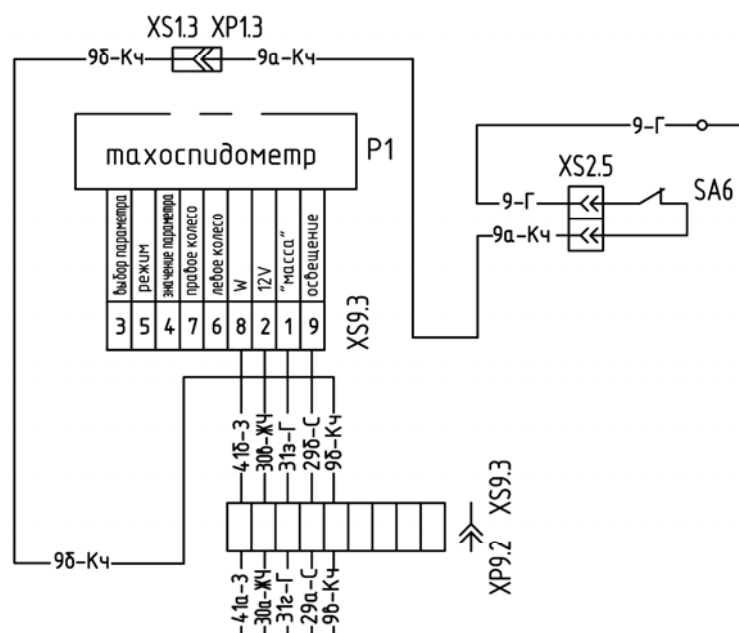 XS1.3 XP1.3
9б-Кч
9а-Кч
9-Г
тахоспидометр
P1
XS2.5
SA6
9-Г
9а-Кч
выбор параметра
режим
значение параметра
правое колесо
левое колесо
W
12V
"масса"
освещение
3 5 4 7 6 8 2 1 9
XS9.3
41б-З
30в-ЖЧ
31з-Г
29б-С
9б-Кч
9б-Кч
XP9.2 XS9.3
41а-З
30а-ЖЧ
31г-Г
29а-С
9в-Кч